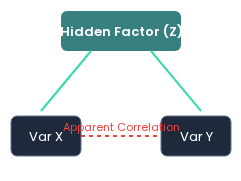 Hidden Factor (Z)
Apparent Correlation
Var X
Var Y